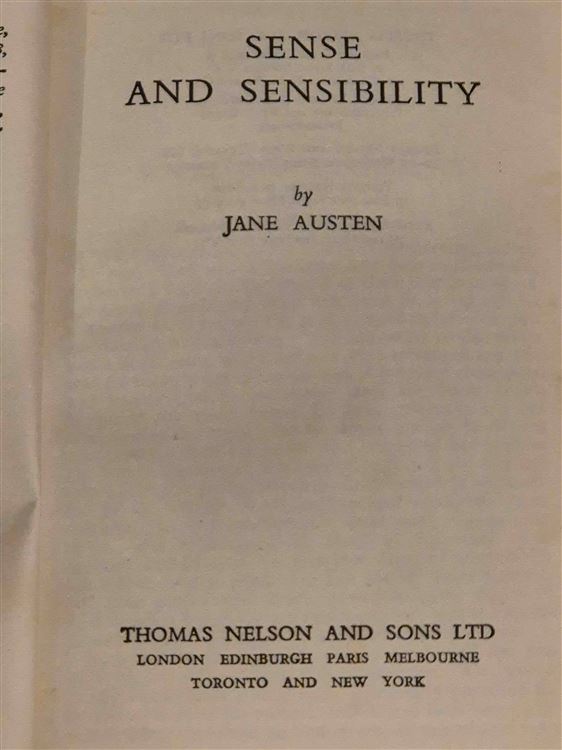 SENSE
AND SENSIBILITY
by
JANE AUSTEN
THOMAS NELSON AND SONS LTD
LONDON EDINBURGH PARIS MELBOURNE
TORONTO AND NEW YORK